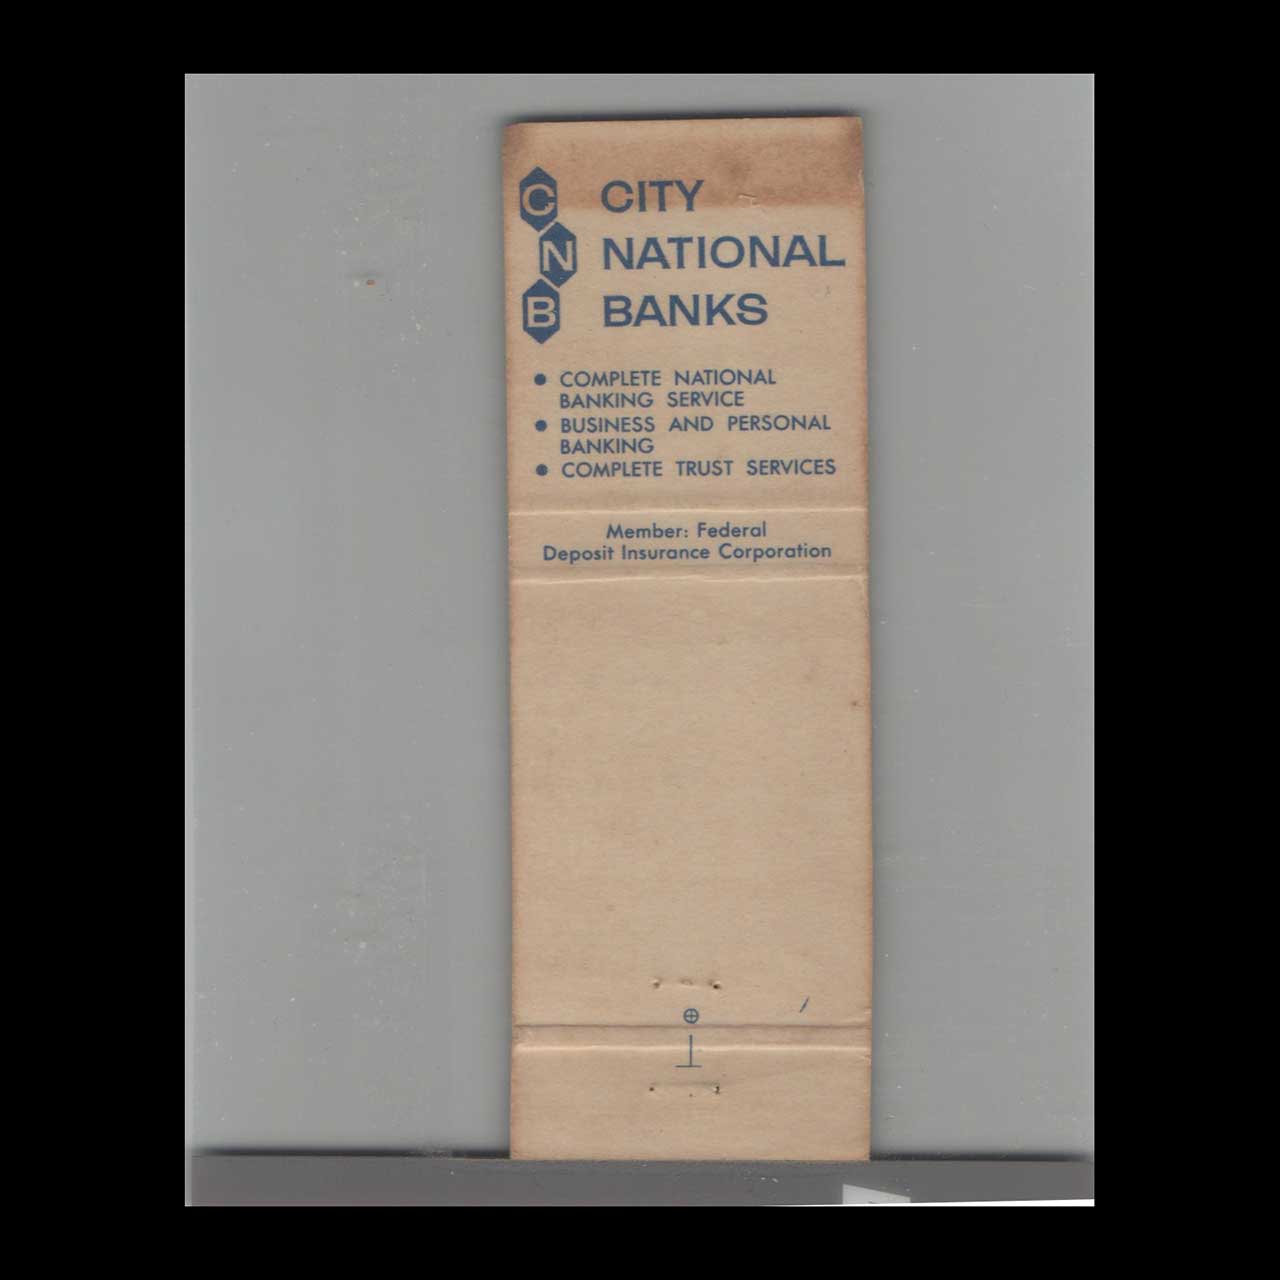 C
N
B
CITY
NATIONAL
BANKS
• COMPLETE NATIONAL
BANKING SERVICE
• BUSINESS AND PERSONAL
BANKING
• COMPLETE TRUST SERVICES
Member: Federal
Deposit Insurance Corporation